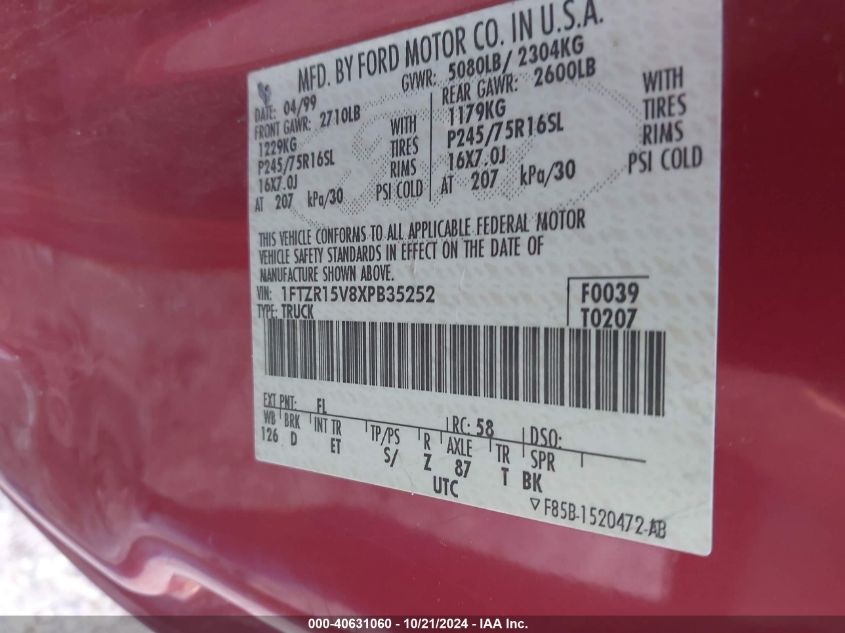 MFD. BY FORD MOTOR CO. IN U.S.A.
DATE: 04/99 GVWR: 5080LB/ 2304KG
FRONT GAWR: 2710LB REAR GAWR: 2600LB
1229KG WITH 1179KG WITH
P245/75R16SL TIRES P245/75R16SL TIRES
16X7.0J RIMS 16X7.0J RIMS
AT 207 kPa/30 PSI COLD AT 207 kPa/30 PSI COLD
THIS VEHICLE CONFORMS TO ALL APPLICABLE FEDERAL MOTOR
VEHICLE SAFETY STANDARDS IN EFFECT ON THE DATE OF
MANUFACTURE SHOWN ABOVE.
VIN: 1FTZR15V8XPB35252 F0039
TYPE: TRUCK T0207
EXT PNT: FL RC: 58 DSO:
WB BRK INT TR TP/PS R AXLE TR SPR
126 D ET S/ Z 87 T BK
UTC
▽F85B-1520472-AB
000-40631060 - 10/21/2024 - IAA Inc.